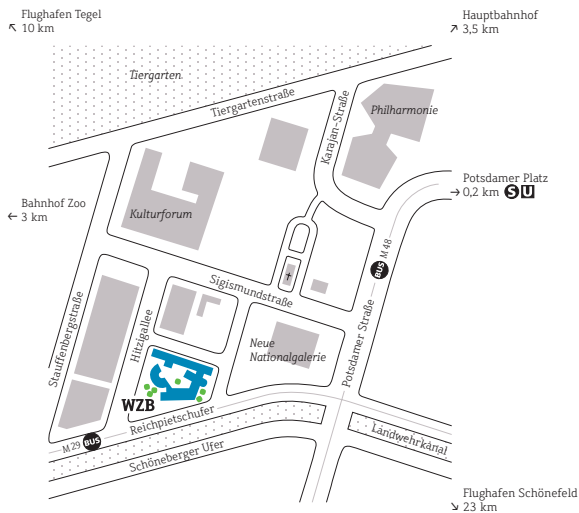 Flughafen Tegel
↖ 10 km
Hauptbahnhof
↗ 3,5 km
Tiergarten
Tiergartenstraße
Karajan-Straße
Philharmonie
Potsdamer Platz
→ 0,2 km S U
Bahnhof Zoo
← 3 km
Kulturforum
BUS M 48
Sigismundstraße
Stauffenbergstraße
Hitzigallee
Neue
Nationalgalerie
Potsdamer Straße
WZB
Reichpietschufer
M 29 BUS
Schöneberger Ufer
Landwehrkanal
Flughafen Schönefeld
↘ 23 km